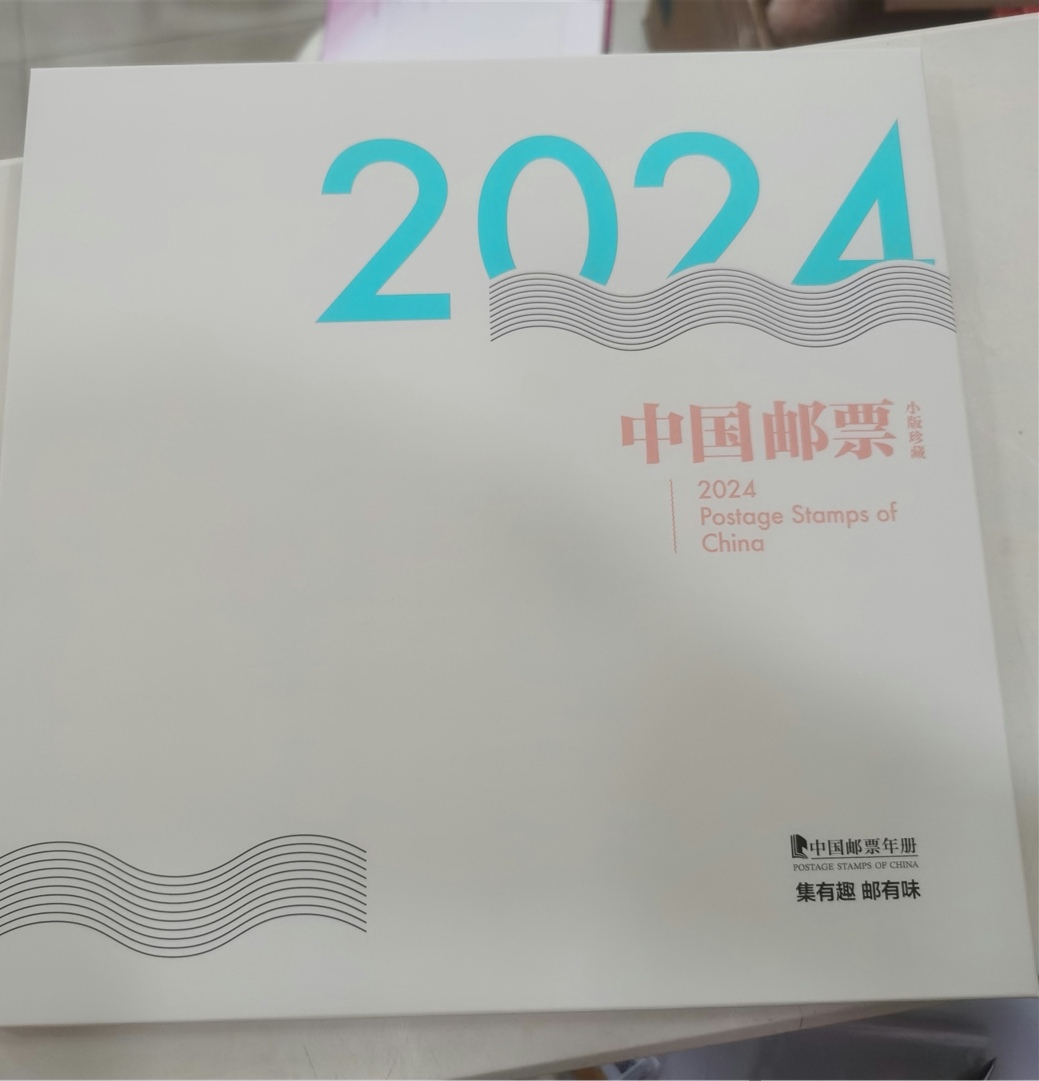 2024
中国邮票
小版珍藏
2024
Postage Stamps of
China
中国邮票年册
POSTAGE STAMPS OF CHINA
集有趣 邮有味